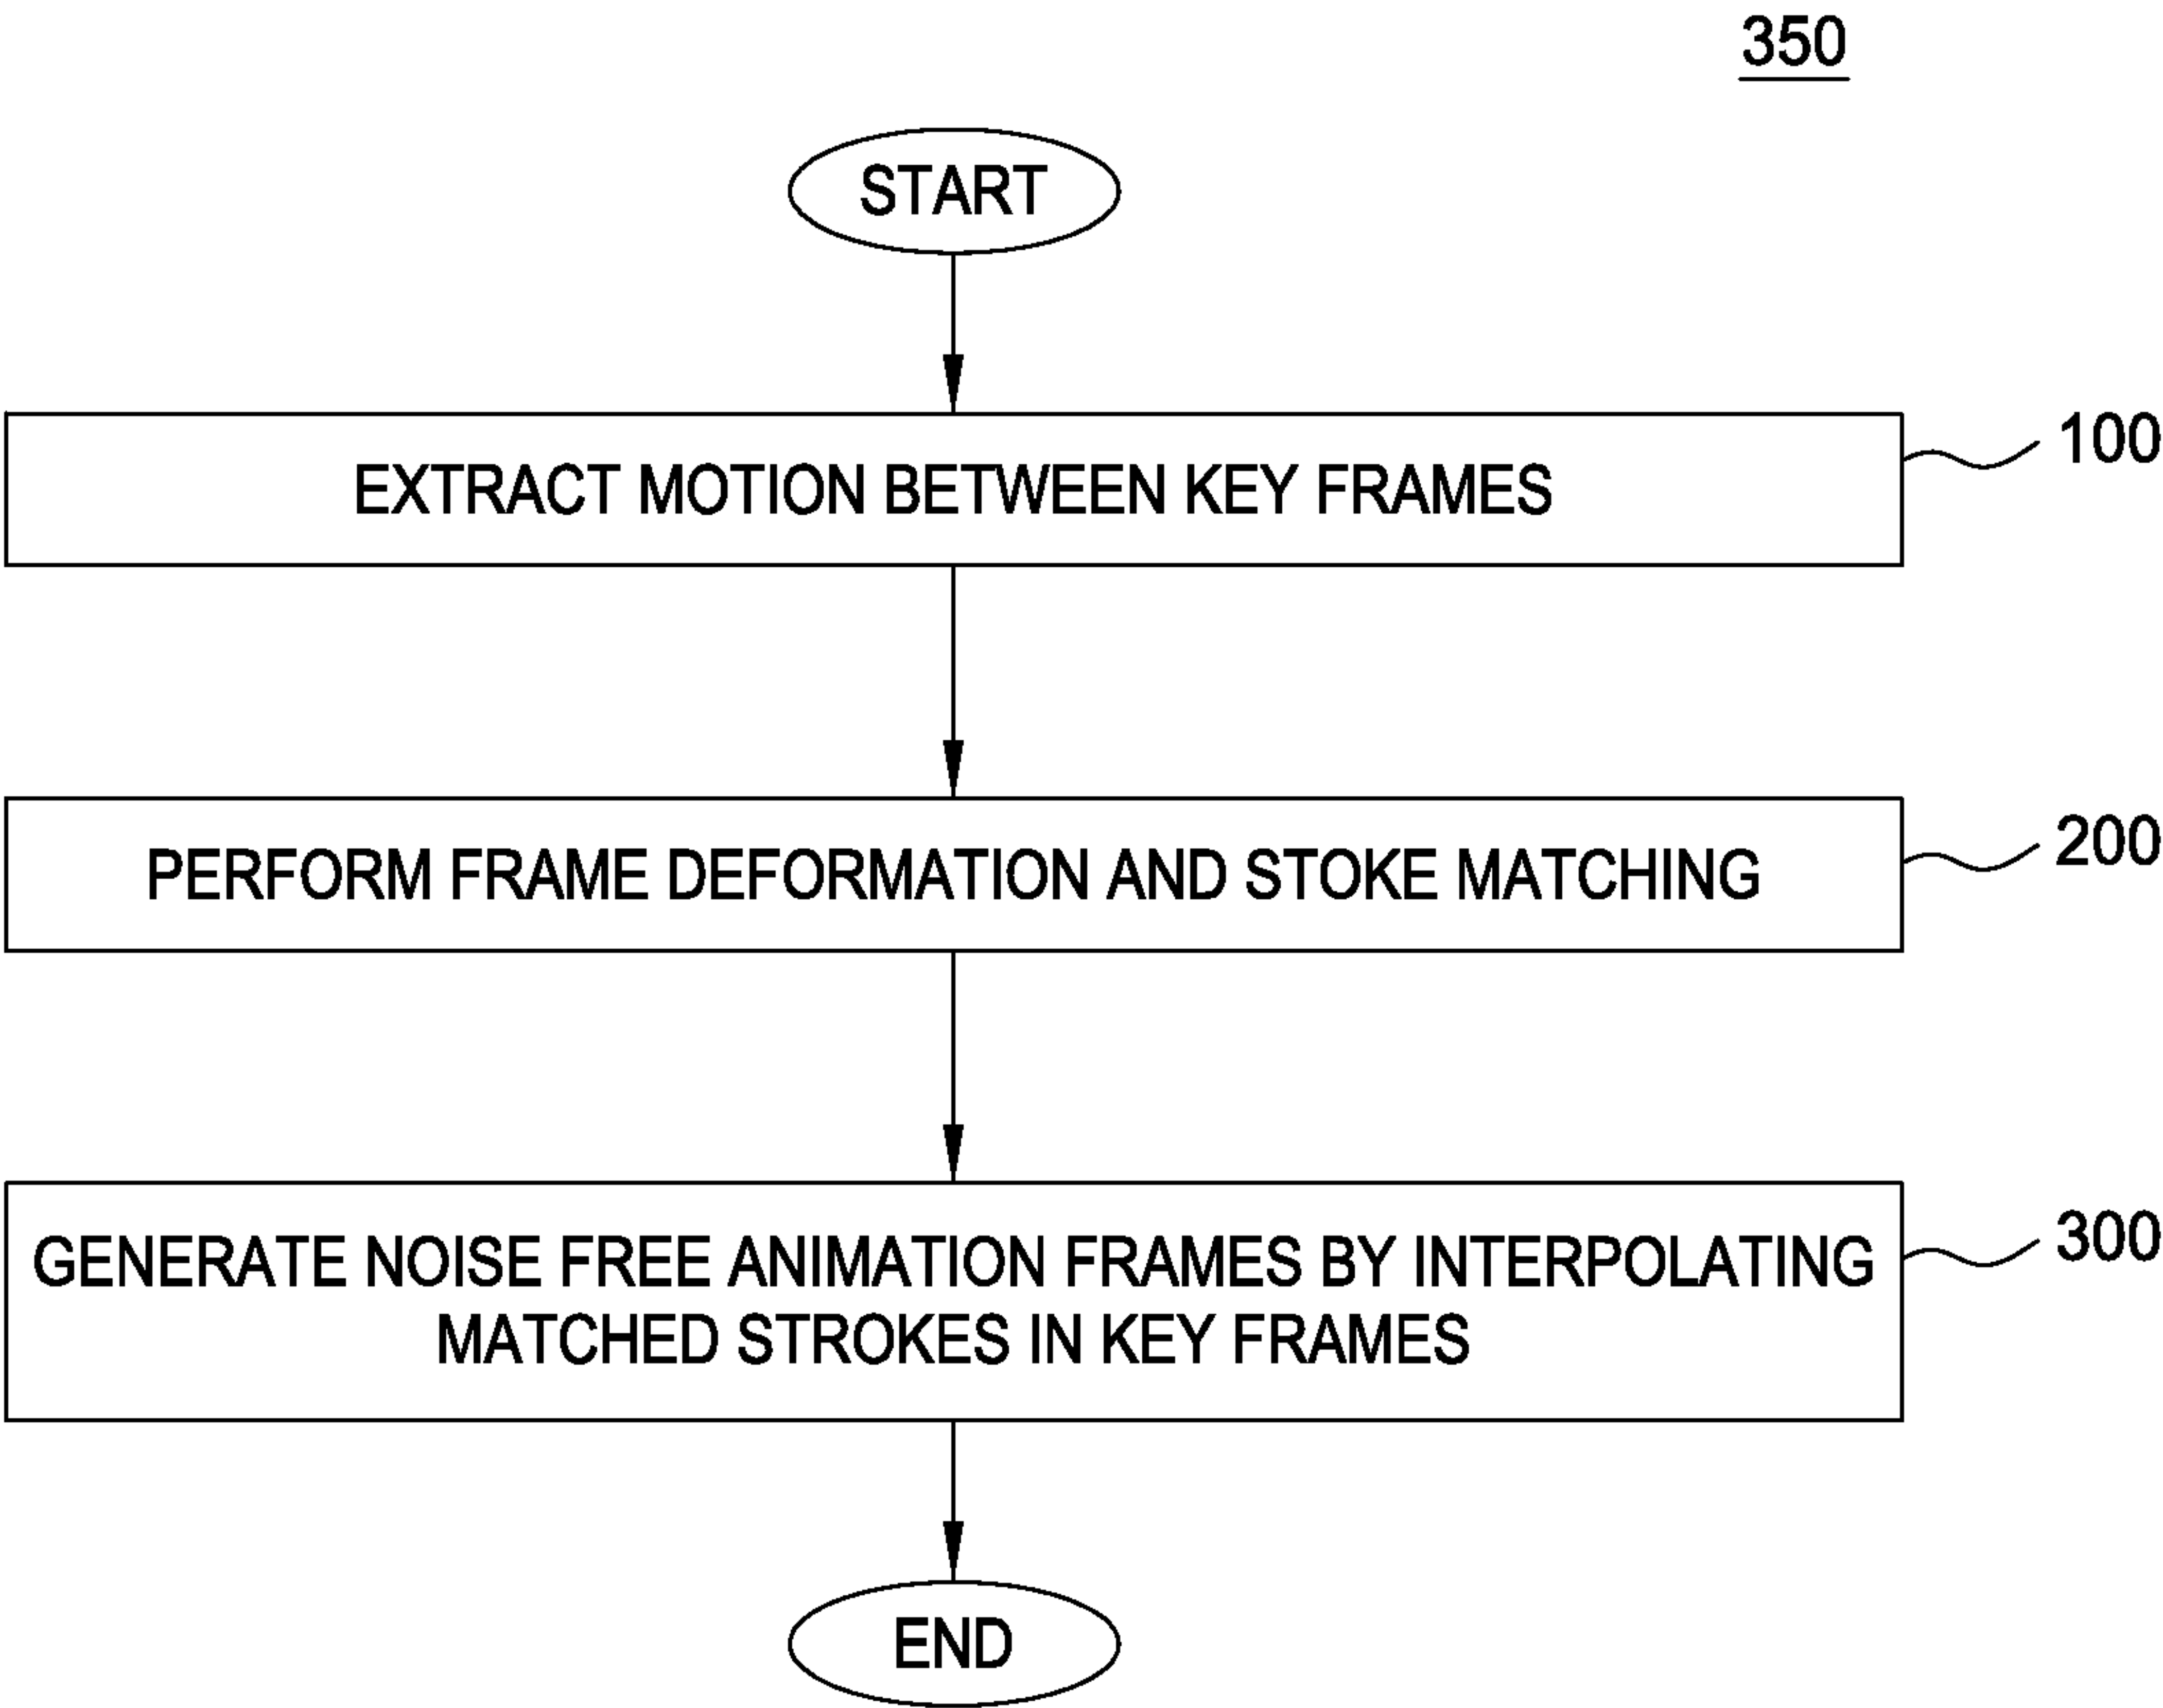 350
START
EXTRACT MOTION BETWEEN KEY FRAMES
100
PERFORM FRAME DEFORMATION AND STOKE MATCHING
200
GENERATE NOISE FREE ANIMATION FRAMES BY INTERPOLATING
MATCHED STROKES IN KEY FRAMES
300
END